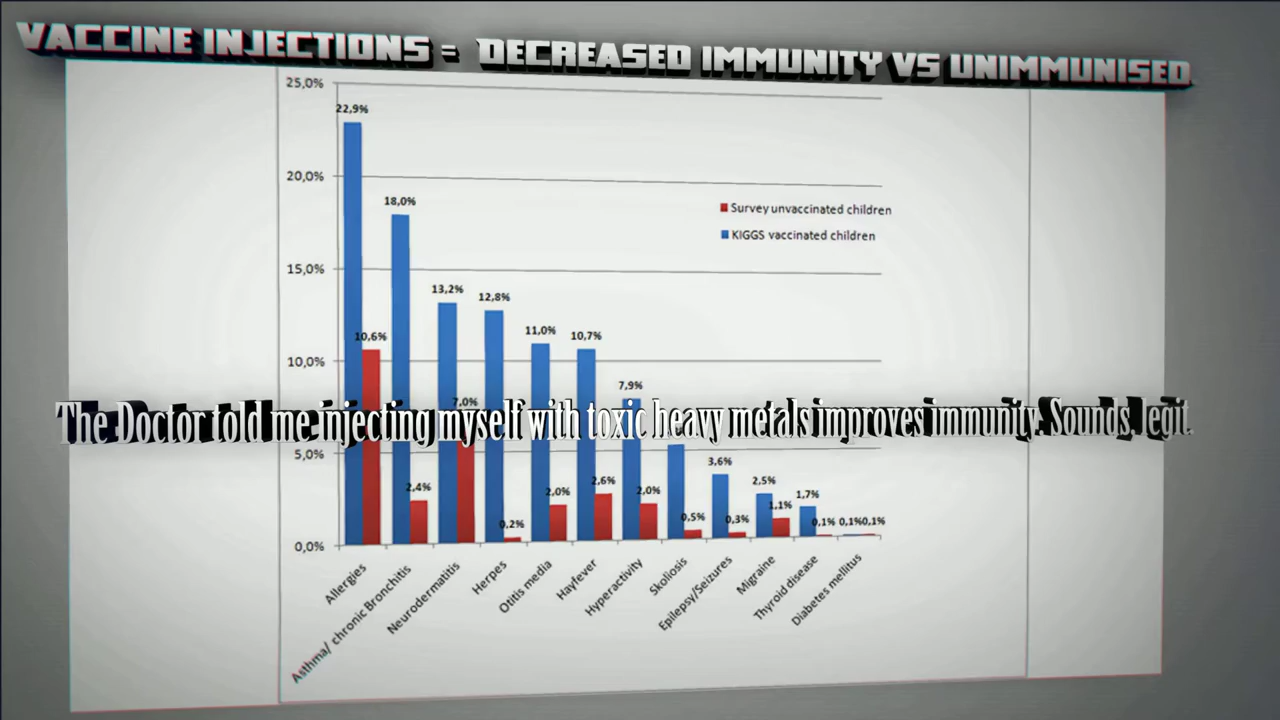 VACCINE INJECTIONS = DECREASED IMMUNITY VS UNIMMUNISED
25,0%
22,9%
20,0%
18,0%
Survey unvaccinated children
KIGGS vaccinated children
15,0%
13,2%
12,8%
11,0%
10,7%
10,6%
10,0%
7,9%
7,0%
The Doctor told me injecting myself with toxic heavy metals improves immunity. Sounds. legit.
5,0%
3,6%
2,4%
2,0%
2,6%
2,0%
2,5%
0,2%
0,5%
0,3%
1,1%
1,7%
0,1%
0,1%
0,1%
0,0%
Allergies
Asthma/ chronic Bronchitis
Neurodermatitis
Herpes
Otitis media
Hayfever
Hyperactivity
Skoliosis
Epilepsy/Seizures
Migraine
Thyroid disease
Diabetes mellitus